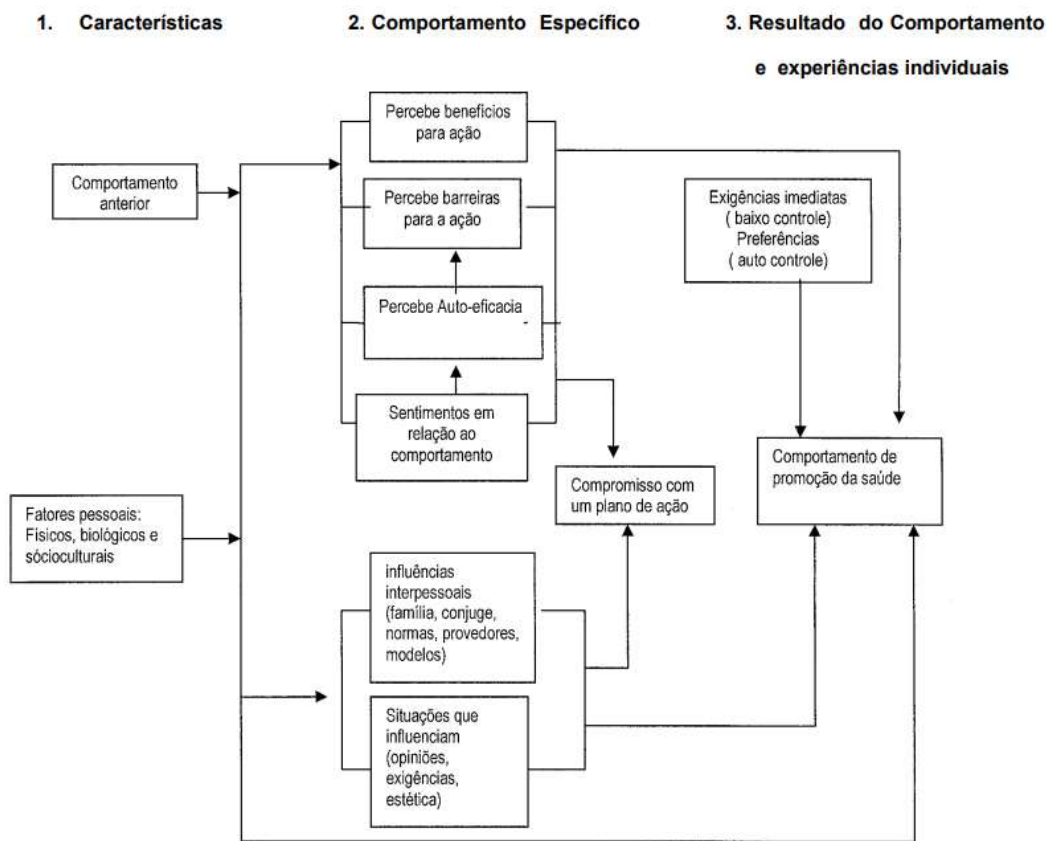 1. Características
2. Comportamento Específico
3. Resultado do Comportamento
e experiências individuais
Comportamento
anterior
Fatores pessoais:
Físicos, biológicos e
sócioculturais
Percebe benefícios
para ação
Percebe barreiras
para a ação
Percebe Auto-eficacia
Sentimentos em
relação ao
comportamento
influências
interpessoais
(família, conjuge,
normas, provedores,
modelos)
Situações que
influenciam
(opiniões,
exigências,
estética)
Compromisso com
um plano de ação
Exigências imediatas
( baixo controle)
Preferências
( auto controle)
Comportamento de
promoção da saúde